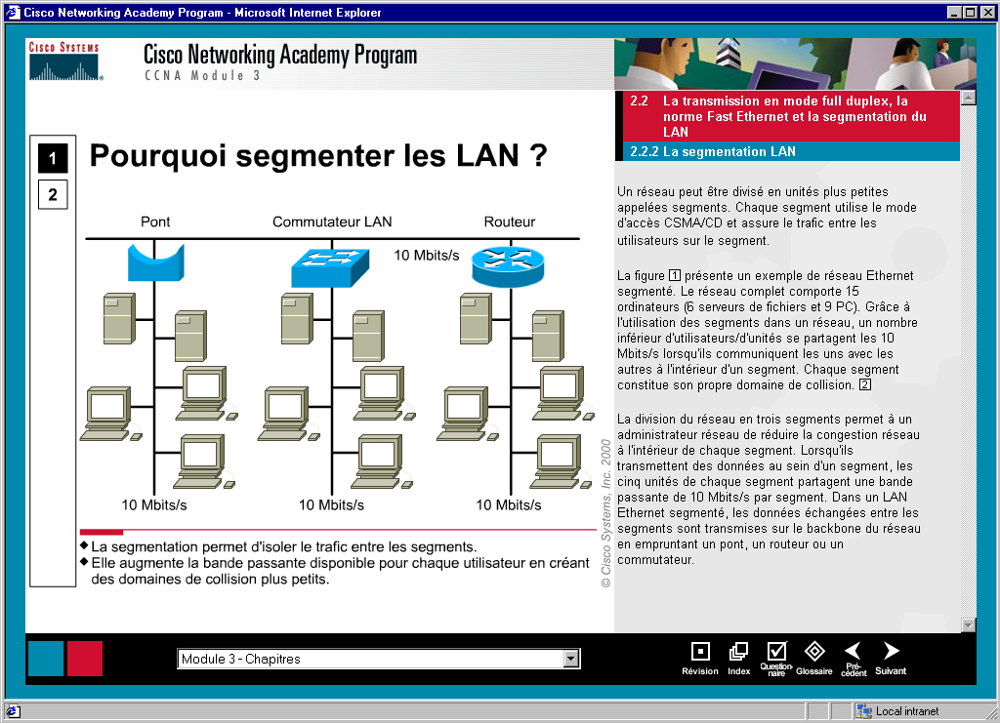 Cisco Networking Academy Program - Microsoft Internet Explorer
CISCO SYSTEMS
Cisco Networking Academy Program
CCNA Module 3
2.2 La transmission en mode full duplex, la
norme Fast Ethernet et la segmentation du
LAN
2.2.2 La segmentation LAN
1
2
Pourquoi segmenter les LAN ?
Pont
Commutateur LAN
Routeur
10 Mbits/s
10 Mbits/s
10 Mbits/s
10 Mbits/s
La segmentation permet d'isoler le trafic entre les segments.
Elle augmente la bande passante disponible pour chaque utilisateur en créant
des domaines de collision plus petits.
© Cisco Systems, Inc. 2000
Un réseau peut être divisé en unités plus petites
appelées segments. Chaque segment utilise le mode
d'accès CSMA/CD et assure le trafic entre les
utilisateurs sur le segment.
La figure 1 présente un exemple de réseau Ethernet
segmenté. Le réseau complet comporte 15
ordinateurs (6 serveurs de fichiers et 9 PC). Grâce à
l'utilisation des segments dans un réseau, un nombre
inférieur d'utilisateurs/d'unités se partagent les 10
Mbits/s lorsqu'ils communiquent les uns avec les
autres à l'intérieur d'un segment. Chaque segment
constitue son propre domaine de collision. 2
La division du réseau en trois segments permet à un
administrateur réseau de réduire la congestion réseau
à l'intérieur de chaque segment. Lorsqu'ils
transmettent des données au sein d'un segment, les
cinq unités de chaque segment partagent une bande
passante de 10 Mbits/s par segment. Dans un LAN
Ethernet segmenté, les données échangées entre les
segments sont transmises sur le backbone du réseau
en empruntant un pont, un routeur ou un
commutateur.
Module 3 - Chapitres
Révision
Index
Question-
naire
Glossaire
Pré-
cédent
Suivant
Local intranet